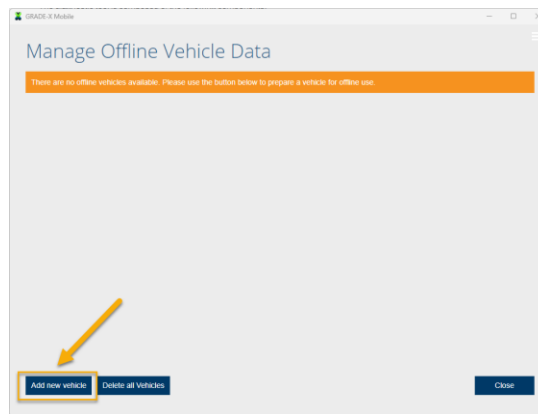 GRADE-X Mobile
Manage Offline Vehicle Data
There are no offline vehicles available. Please use the button below to prepare a vehicle for offline use.
Add new vehicle
Delete all Vehicles
Close